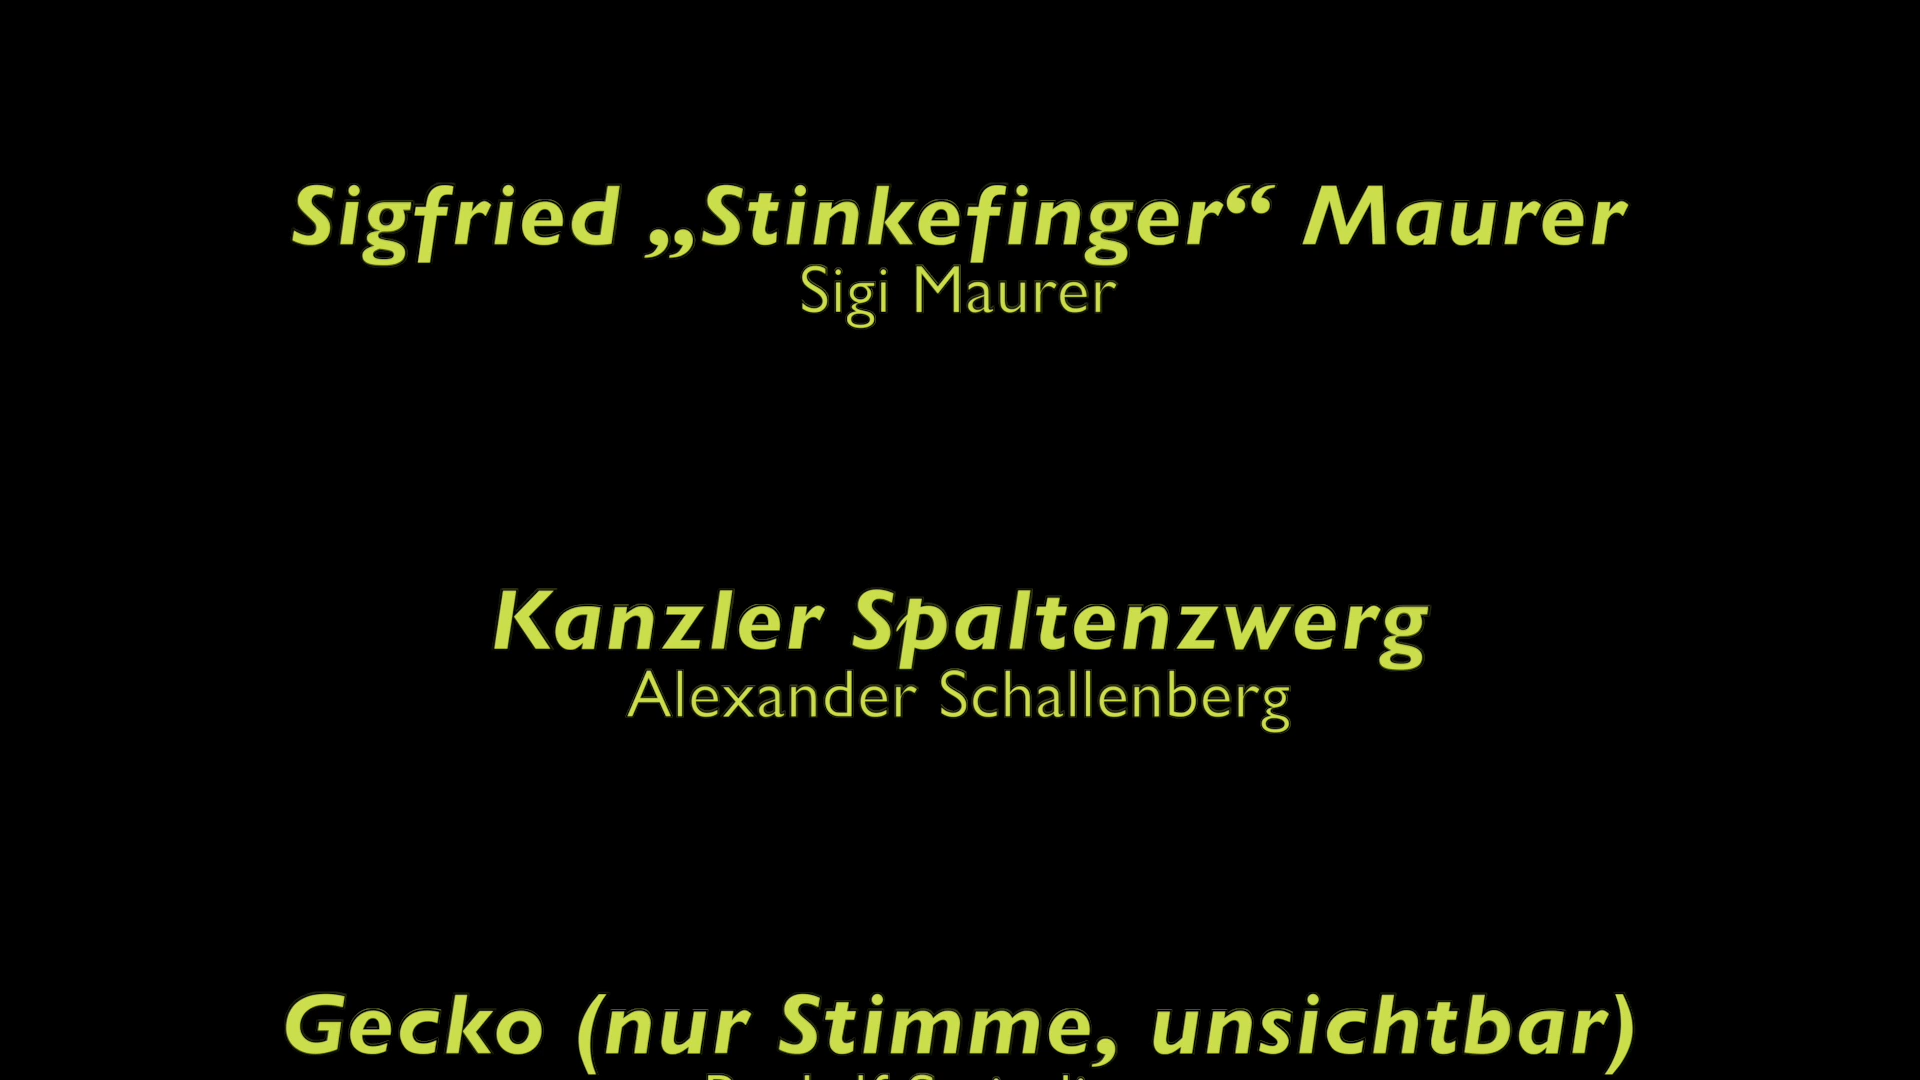 Sigfried „Stinkefinger“ Maurer
Sigi Maurer
Kanzler Spaltenzwerg
Alexander Schallenberg
Gecko (nur Stimme, unsichtbar)